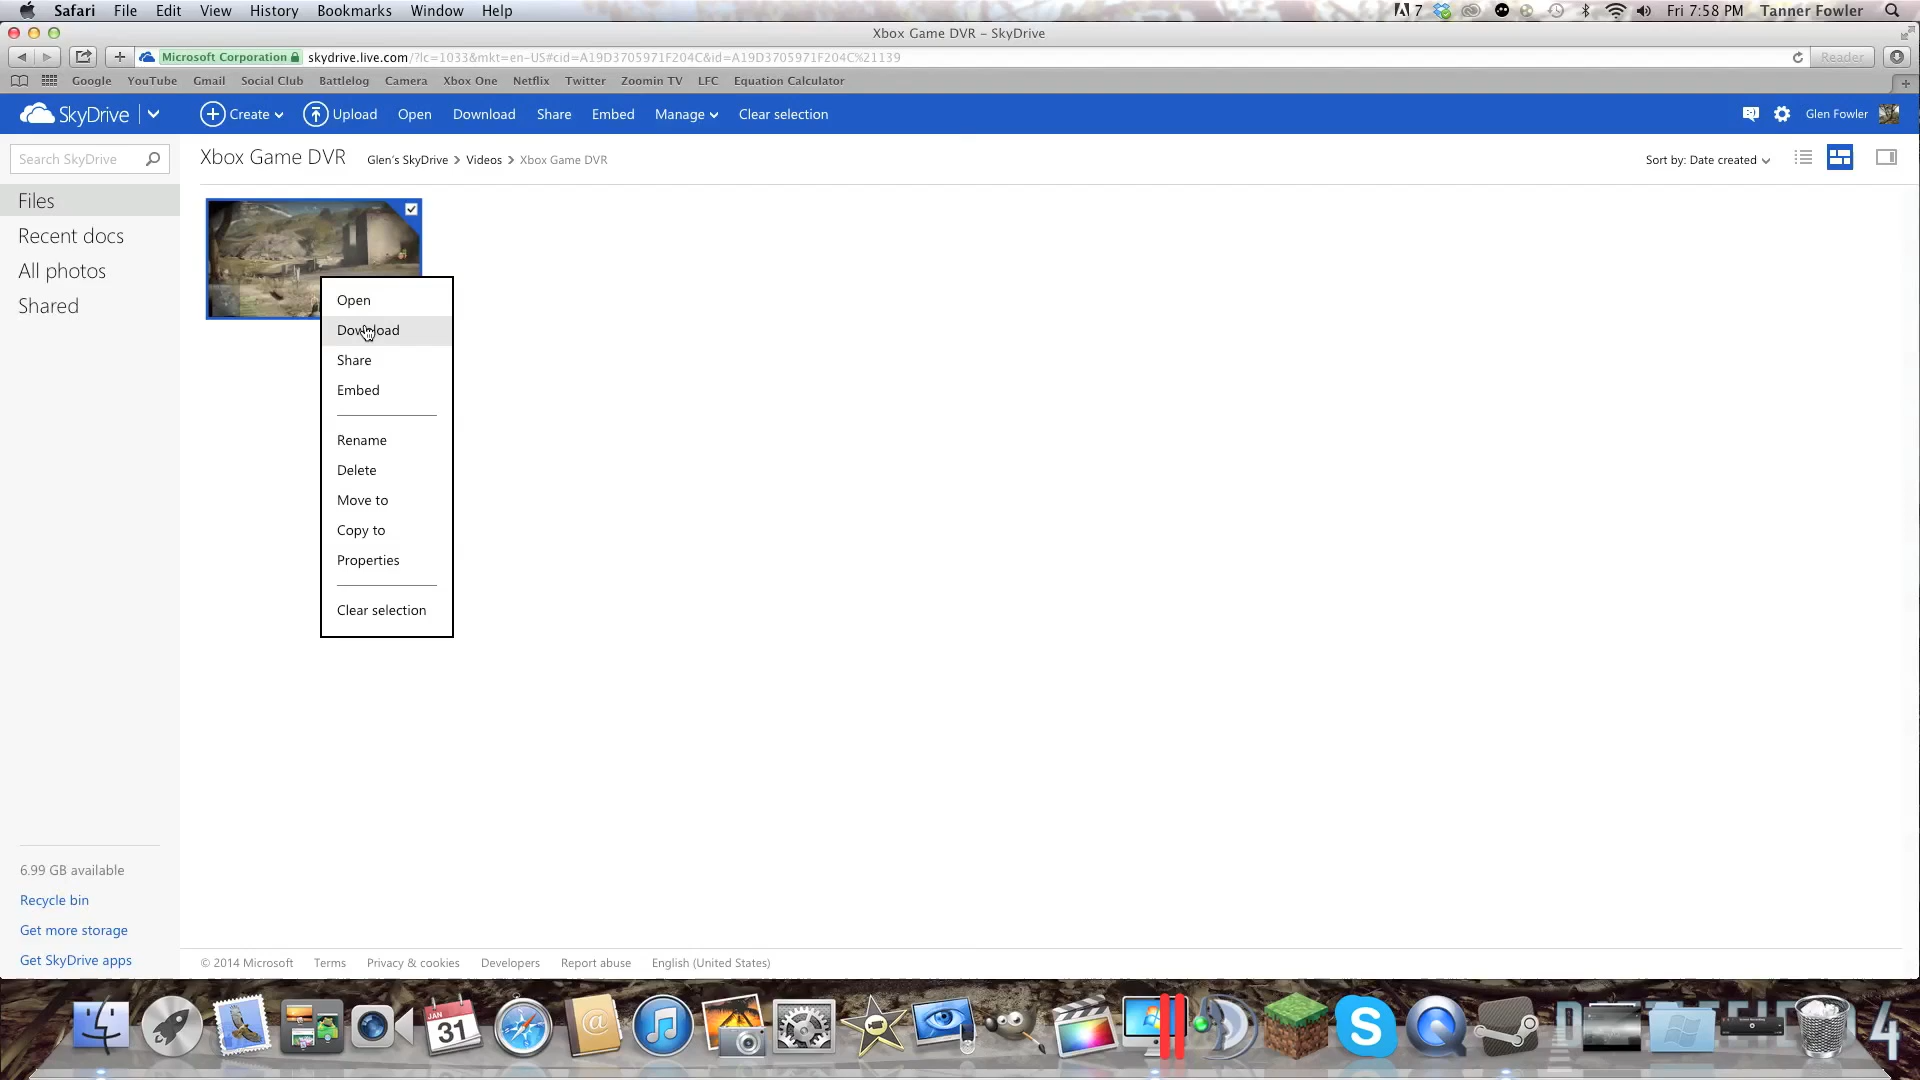 Safari File Edit View History Bookmarks Window Help 7 Fri 7:58 PM Tanner Fowler
Xbox Game DVR – SkyDrive
Microsoft Corporation skydrive.live.com/?lc=1033&mkt=en-US#cid=A19D3705971F204C&id=A19D3705971F204C%21139 Reader
Google YouTube Gmail Social Club Battlelog Camera Xbox One Netflix Twitter Zoomin TV LFC Equation Calculator
SkyDrive Create Upload Open Download Share Embed Manage Clear selection Glen Fowler
Search SkyDrive
Xbox Game DVR Glen's SkyDrive > Videos > Xbox Game DVR Sort by: Date created
Files
Recent docs
All photos
Shared
Open
Download
Share
Embed
Rename
Delete
Move to
Copy to
Properties
Clear selection
6.99 GB available
Recycle bin
Get more storage
Get SkyDrive apps
© 2014 Microsoft Terms Privacy & cookies Developers Report abuse English (United States)
JAN
31